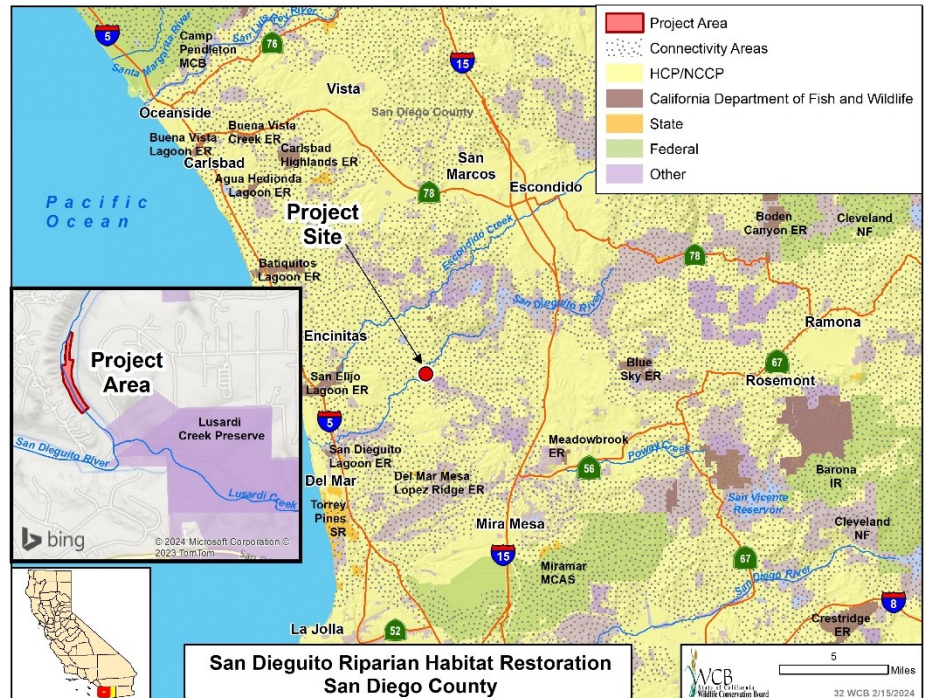 Project Area
Connectivity Areas
HCP/NCCP
California Department of Fish and Wildlife
State
Federal
Other
5
Santa Margarita River
Camp
Pendleton
MCB
San Luis Rey River
76
15
Vista
San Diego County
Oceanside
Buena Vista
Creek ER
Buena Vista
Lagoon ER
Carlsbad
Carlsbad
Highlands ER
Agua Hedionda
Lagoon ER
San
Marcos
Escondido
78
Pacific
Ocean
Project
Site
Escondido Creek
Boden
Canyon ER
Cleveland
NF
78
Batiquitos
Lagoon ER
San Dieguito River
Encinitas
Ramona
67
San Elijo
Lagoon ER
Blue
Sky ER
Rosemont
5
San Dieguito
Lagoon ER
Meadowbrook
ER
56
Poway Creek
Del Mar
Del Mar Mesa
Lopez Ridge ER
Barona
IR
Torrey
Pines
SR
Mira Mesa
San Vicente
Reservoir
Cleveland
NF
15
Miramar
MCAS
67
San Diego River
8
La Jolla
52
Crestridge
ER
Project
Area
Lusardi
Creek Preserve
San Dieguito River
Lusardi Creek
bing
© 2024 Microsoft Corporation ©
2023 TomTom
San Dieguito Riparian Habitat Restoration
San Diego County
WCB
State of California
Wildlife Conservation Board
5
Miles
32 WCB 2/15/2024